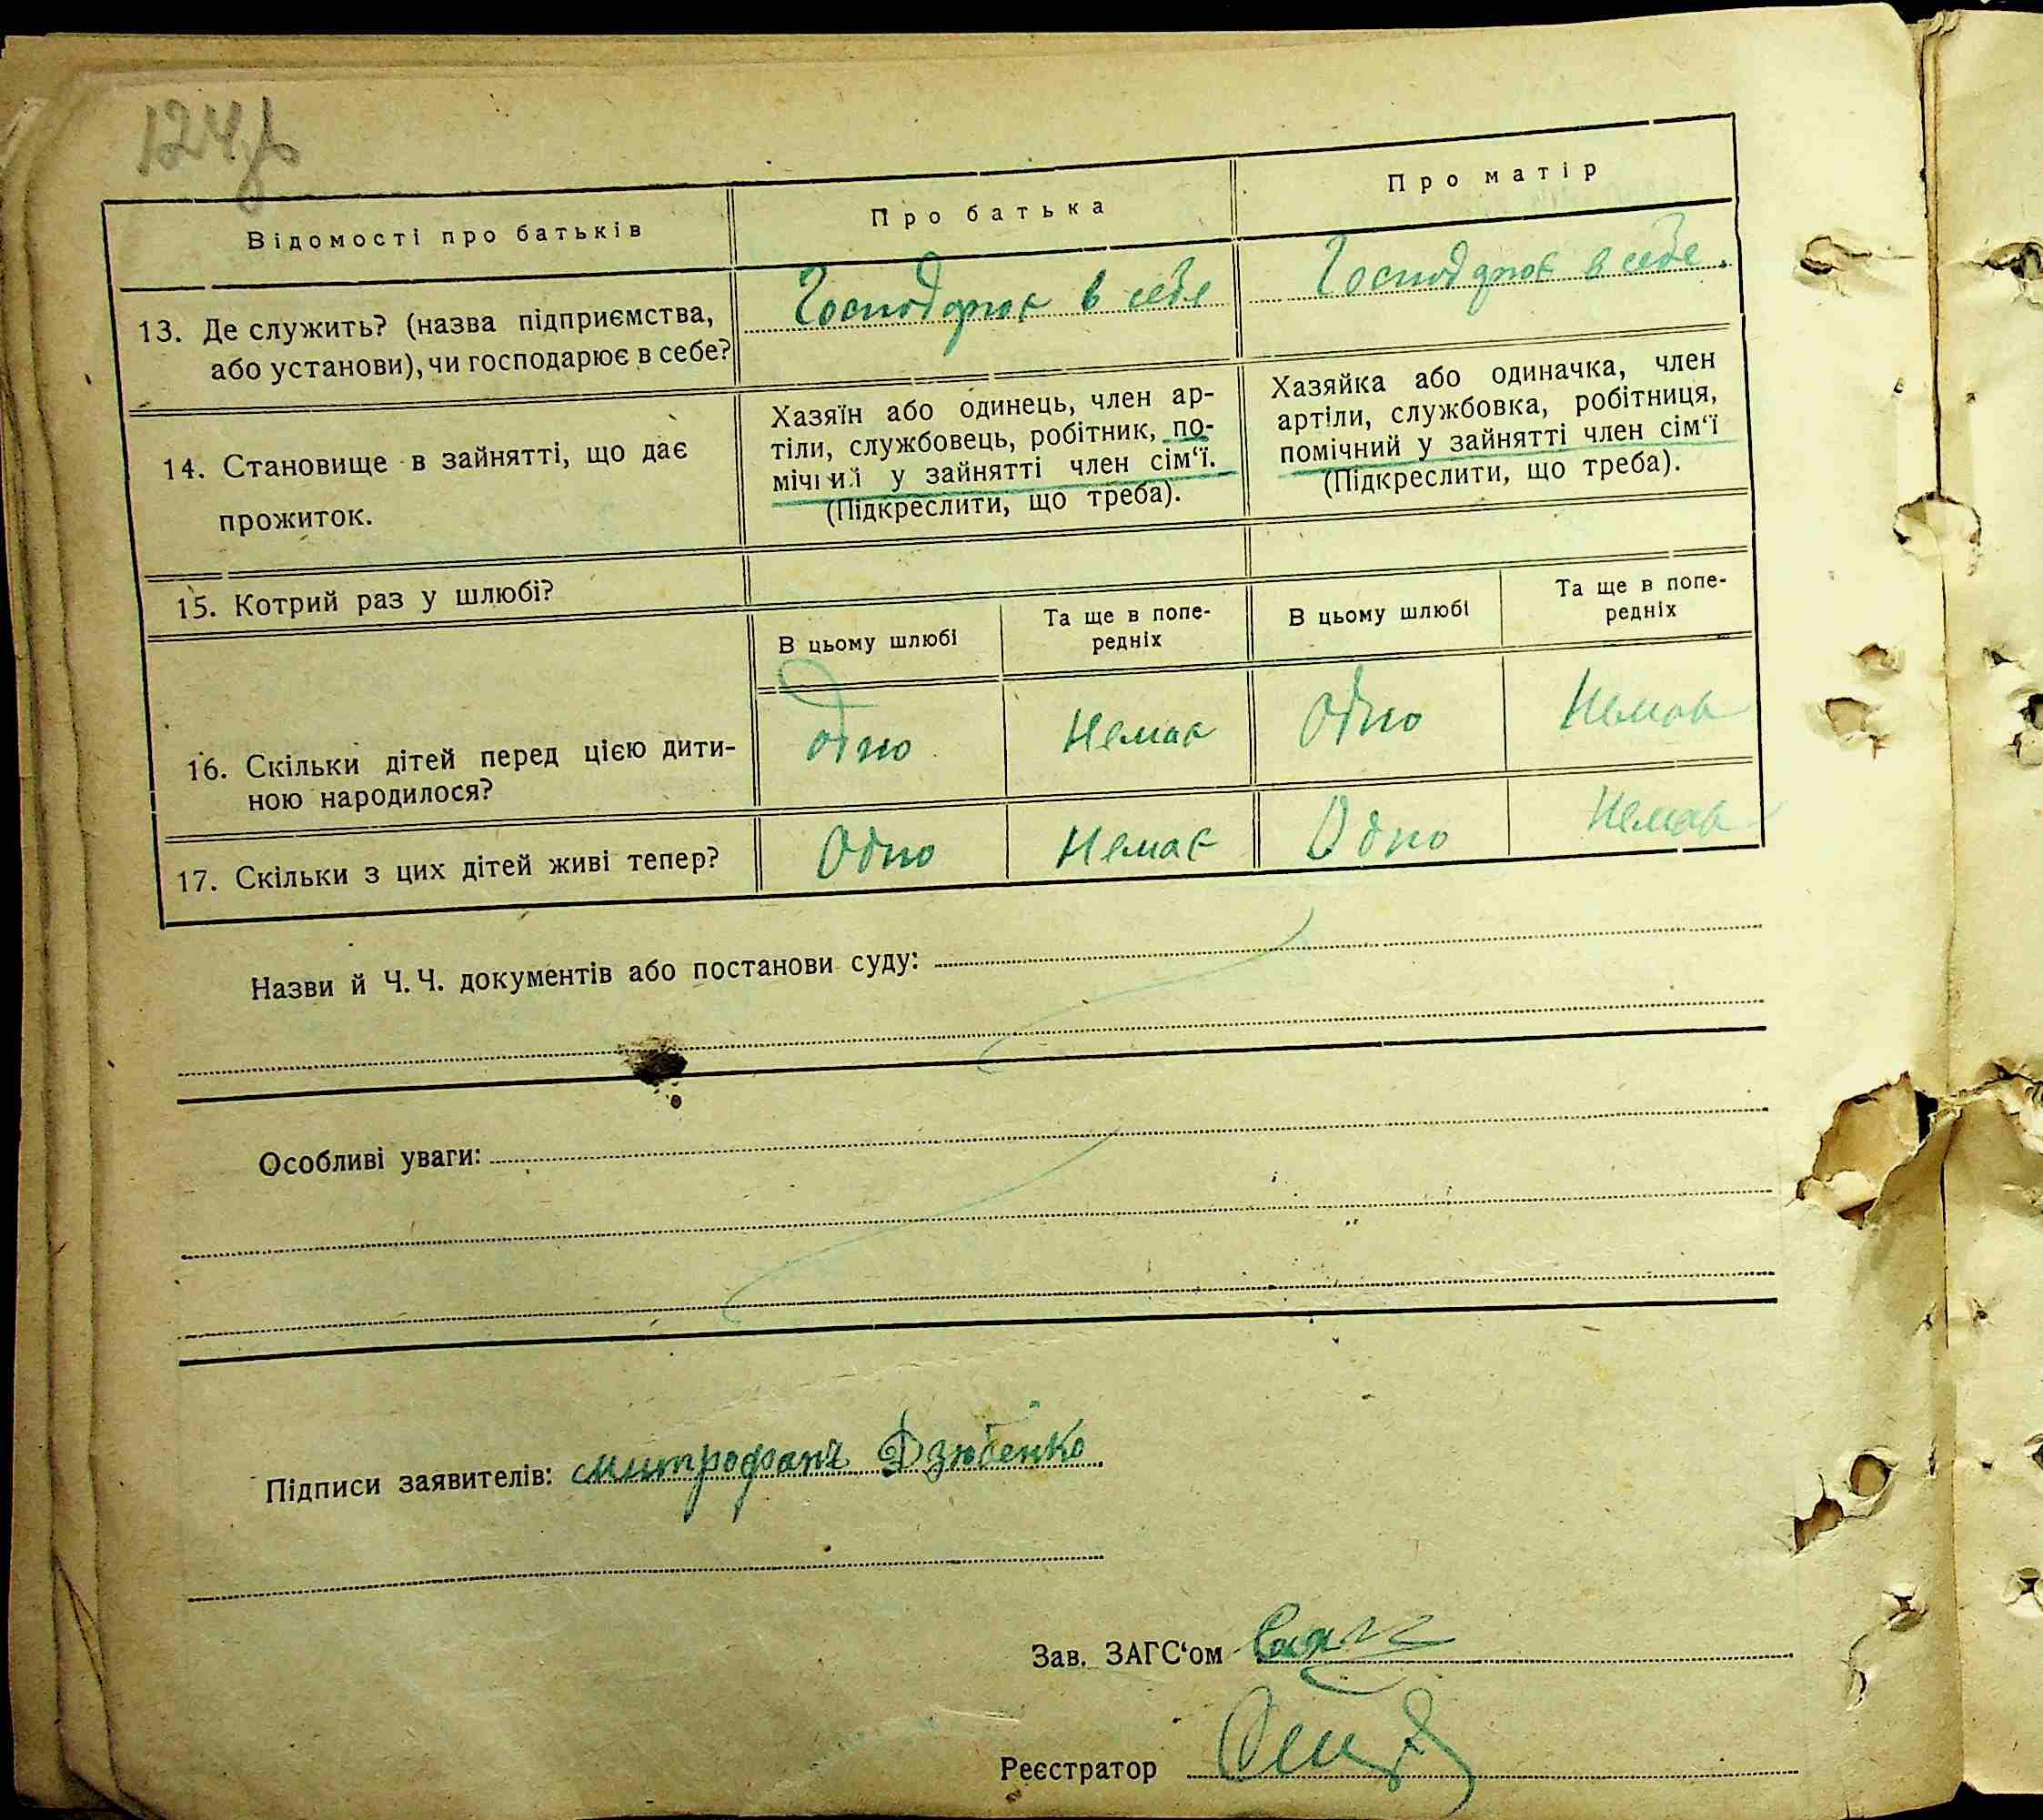 Відомості про батьків
Про батька
Про матір
13. Де служить? (назва підприємства,
або установи), чи господарює в себе?
Господарює в себе
Господарює в себе.
14. Становище в зайнятті, що дає
прожиток.
Хазяїн або одинець, член ар-
тіли, службовець, робітник, по-
мічний у зайнятті член сім‘ї.
(Підкреслити, що треба).
Хазяйка або одиначка, член
артіли, службовка, робітниця,
помічний у зайнятті член сім‘ї
(Підкреслити, що треба).
15. Котрий раз у шлюбі?
В цьому шлюбі
Та ще в попе-
редніх
В цьому шлюбі
Та ще в попе-
редніх
16. Скільки дітей перед цією дити-
ною народилося?
одно
Немає
Одно
Немає
17. Скільки з цих дітей живі тепер?
Одно
Немає
Одно
Немає
Назви й Ч. Ч. документів або постанови суду:
Особливі уваги:
Підписи заявителів: митрофанъ Дзюбенко
Зав. ЗАГС‘ом
Реєстратор